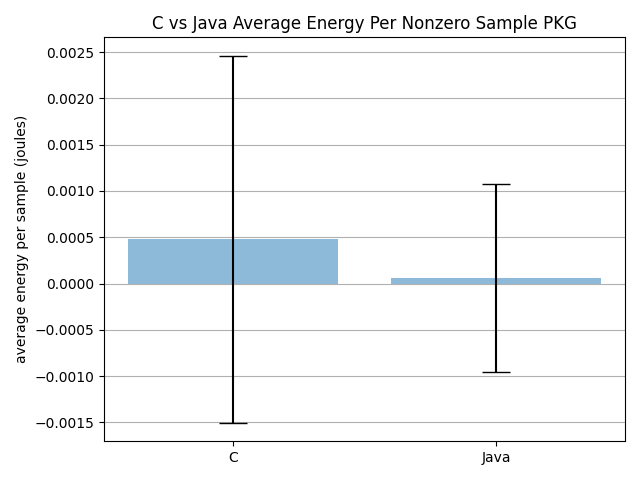 C vs Java Average Energy Per Nonzero Sample PKG
average energy per sample (joules)
0.0025
0.0020
0.0015
0.0010
0.0005
0.0000
−0.0005
−0.0010
−0.0015
C
Java